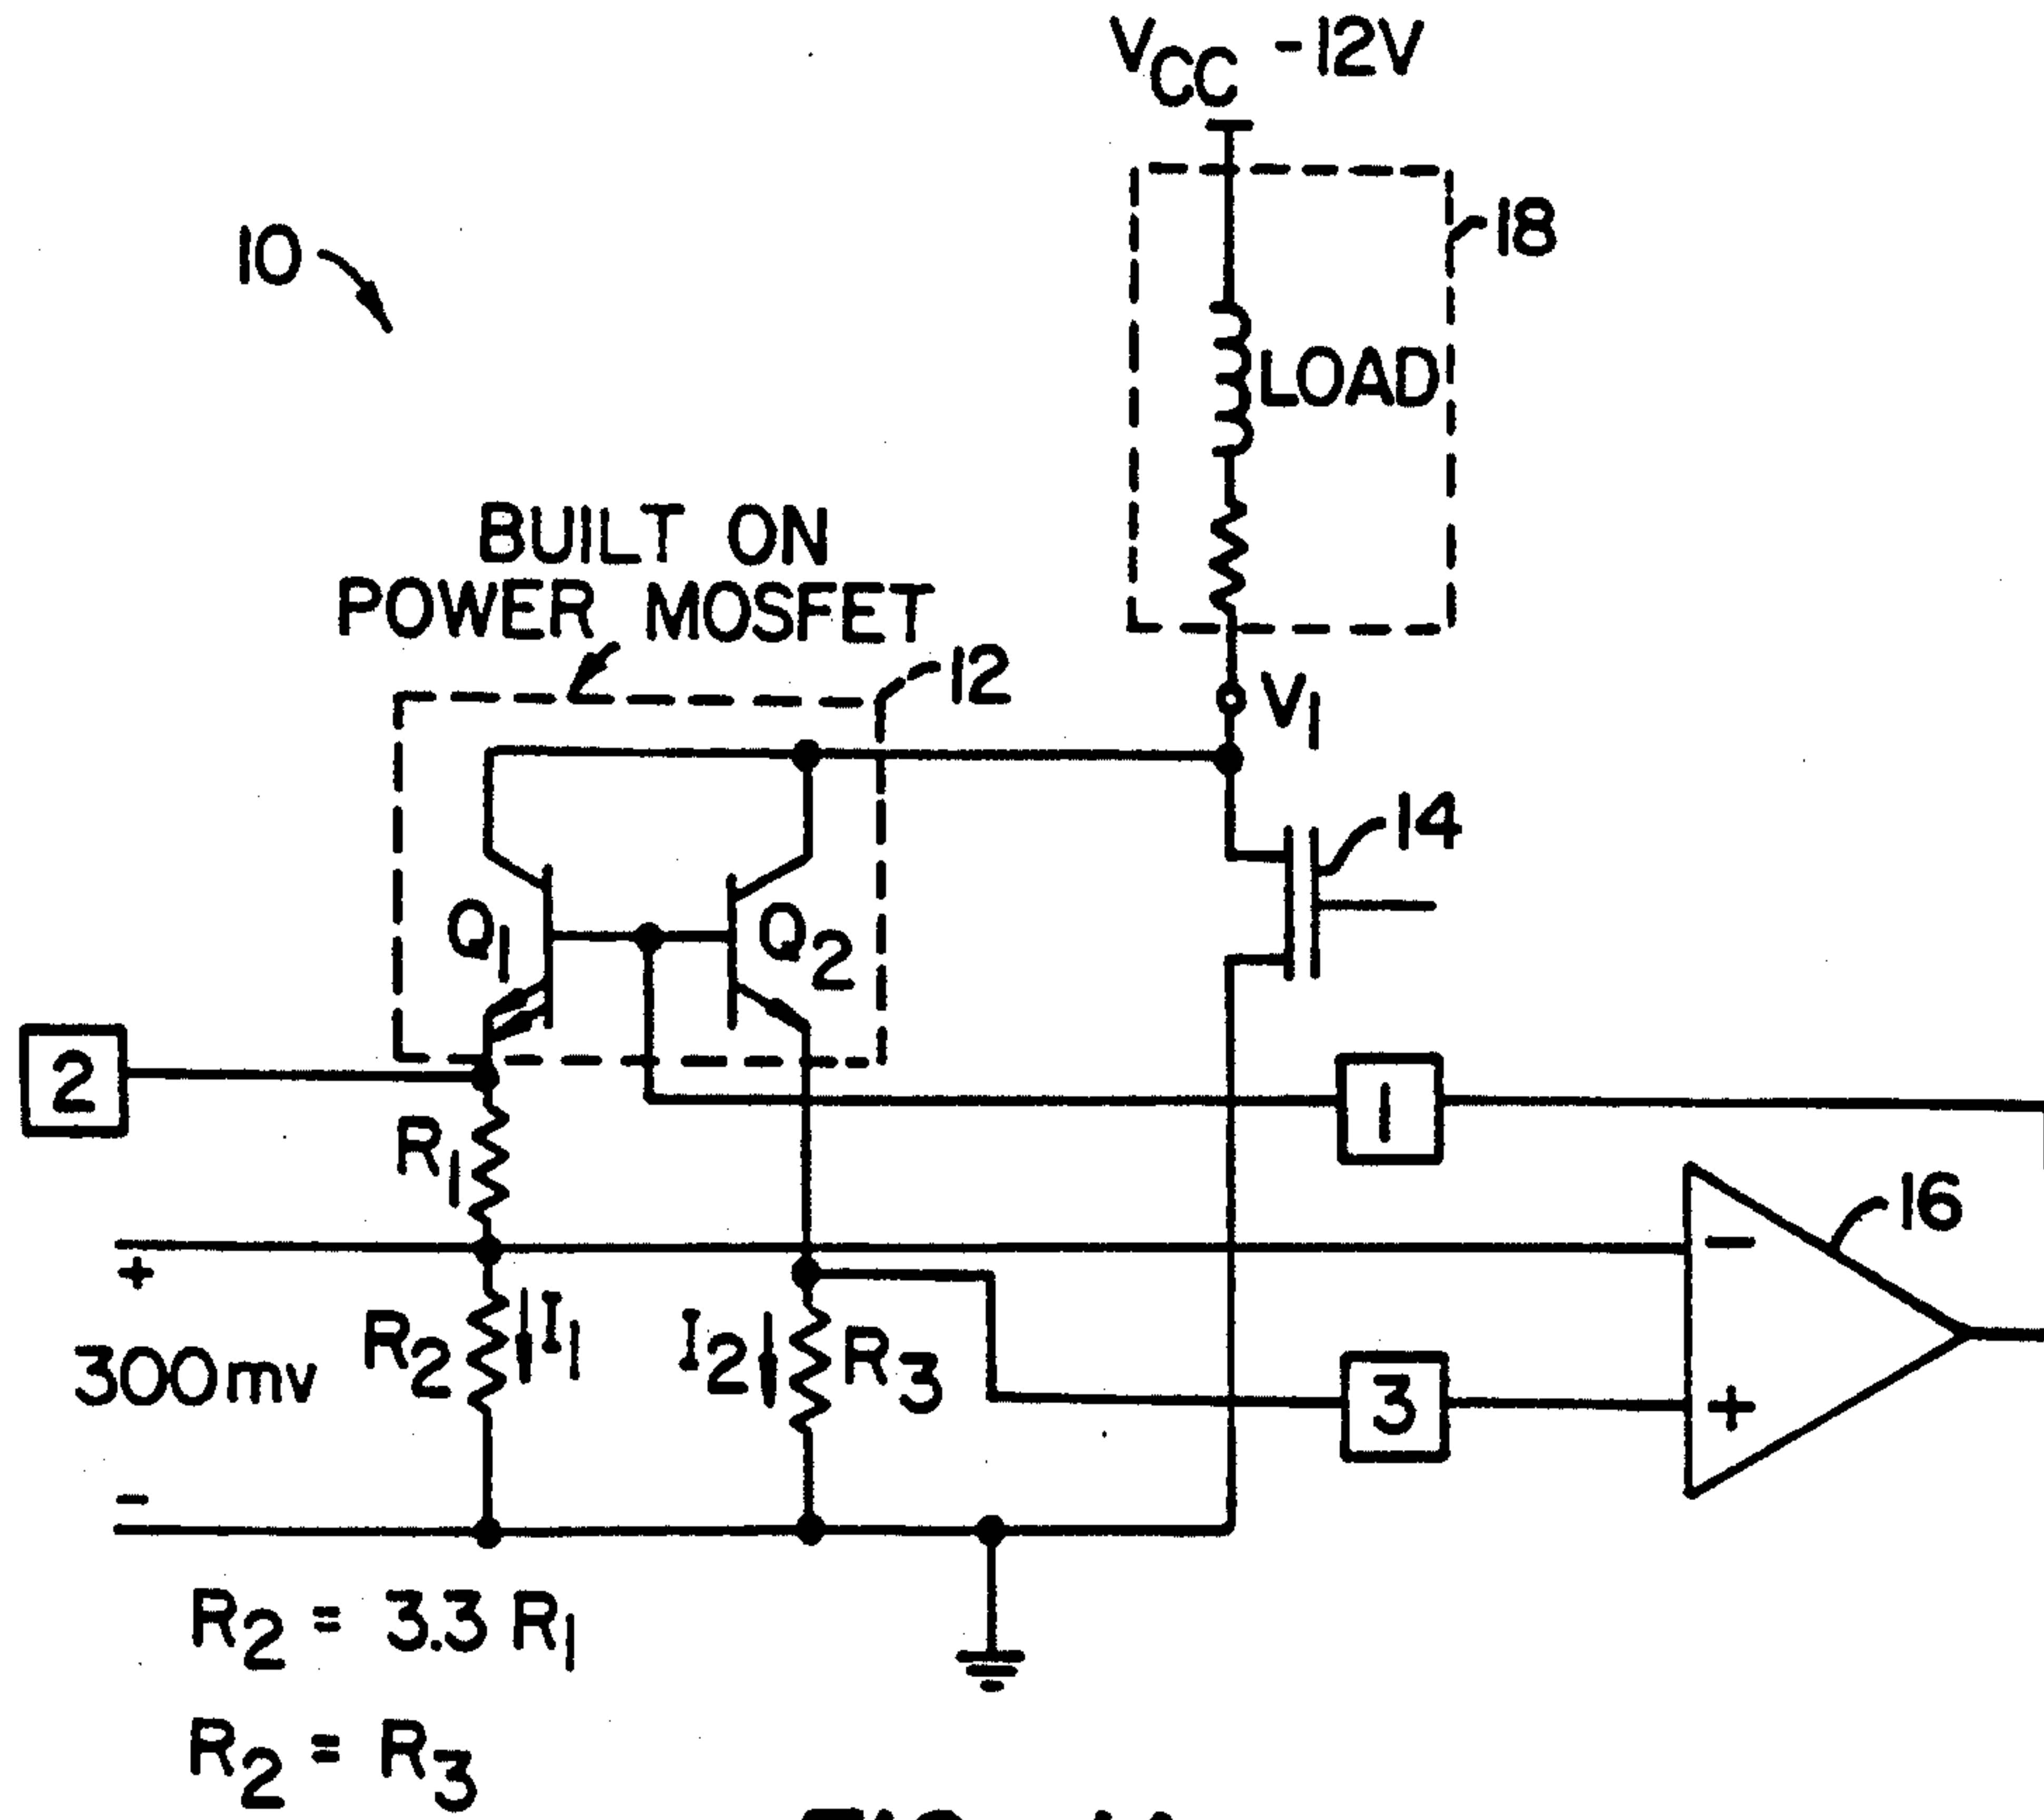 VCC -12V
10
18
LOAD
BUILT ON
POWER MOSFET
12
V1
14
Q1
Q2
2
1
R1
16
-
+
300mv
R2
I1
I2
R3
3
+
-
R2 = 3.3 R1
R2 = R3